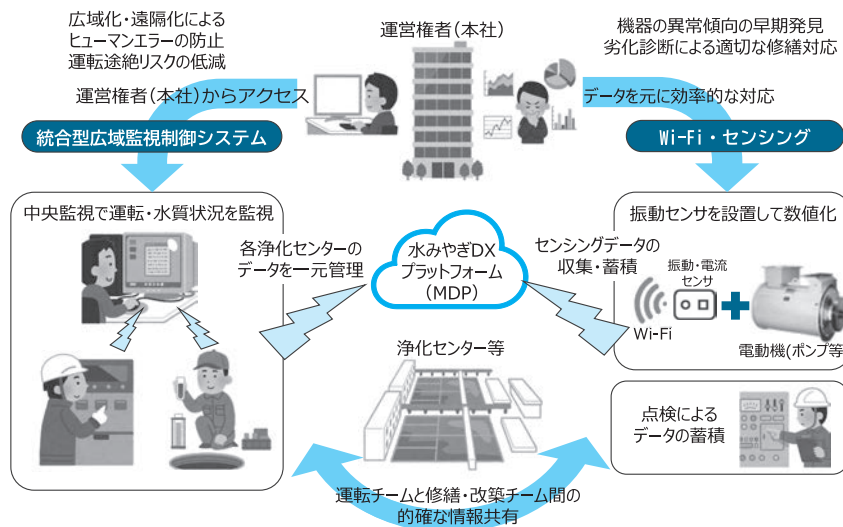 広域化・遠隔化による
ヒューマンエラーの防止
運転途絶リスクの低減
運営権者(本社)
機器の異常傾向の早期発見
劣化診断による適切な修繕対応
運営権者(本社)からアクセス
データを元に効率的な対応
統合型広域監視制御システム
Wi-Fi・センシング
中央監視で運転・水質状況を監視
各浄化センターの
データを一元管理
水みやぎDX
プラットフォーム
(MDP)
センシングデータの
収集・蓄積
振動センサを設置して数値化
振動・電流
センサ
Wi-Fi
電動機(ポンプ等)
浄化センター等
点検による
データの蓄積
運転チームと修繕・改築チーム間の
的確な情報共有